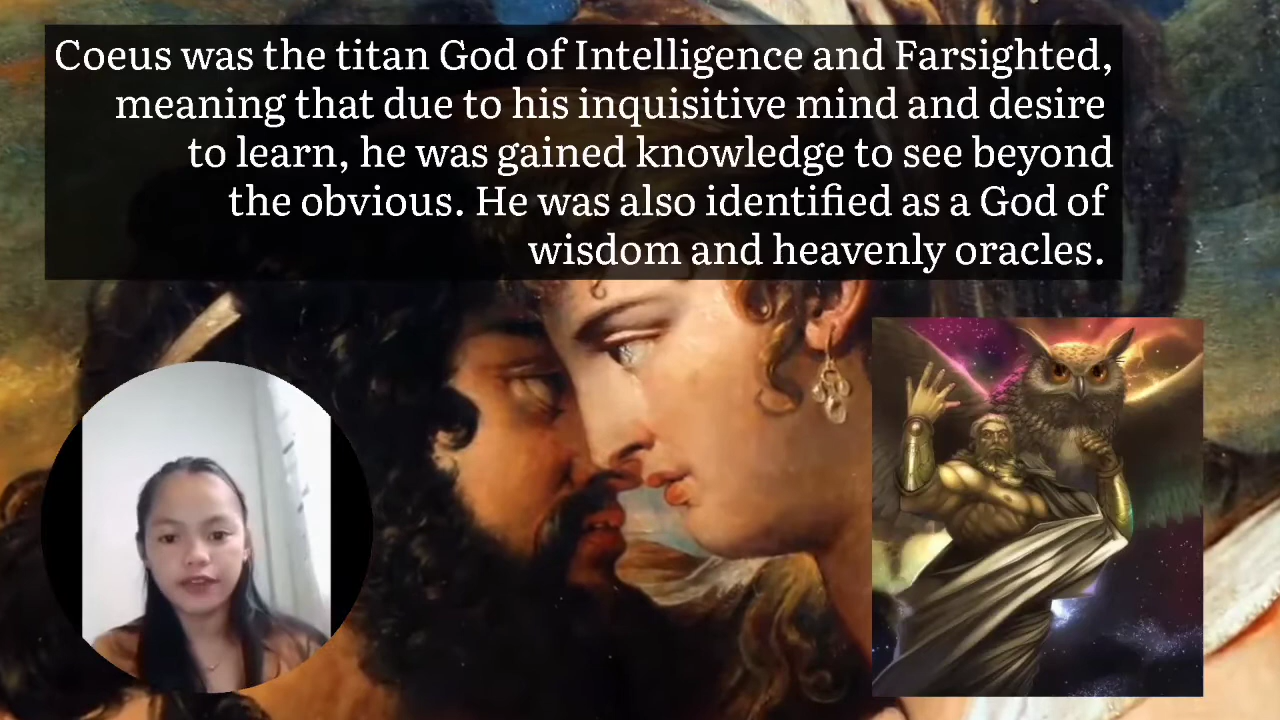 Coeus was the titan God of Intelligence and Farsighted,
meaning that due to his inquisitive mind and desire
to learn, he was gained knowledge to see beyond
the obvious. He was also identified as a God of
wisdom and heavenly oracles.